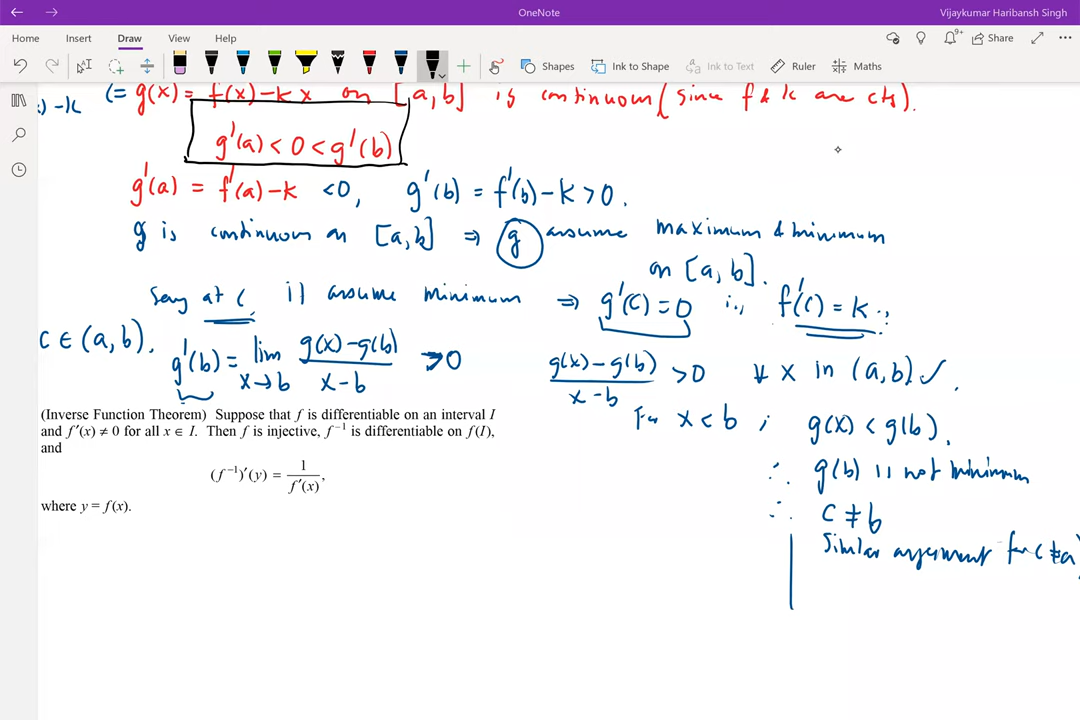 OneNote
Vijaykumar Haribansh Singh
Home Insert Draw View Help
9+ Share
Shapes Ink to Shape Ink to Text Ruler Maths
) -k (= g(x) = f(x) - k x on [a, b] is continuous (since f & k are cts).
g'(a) < 0 < g'(b)
g'(a) = f'(a) - k < 0, g'(b) = f'(b) - k > 0.
g is continuous on [a, b] ⇒ g assume maximum & minimum
on [a, b].
Say at c it assume minimum ⇒ g'(c) = 0 i.e. f'(c) = k.
c ∈ (a, b).
g'(b) = lim x→b g(x) - g(b) / x - b > 0
g(x) - g(b) / x - b > 0 ∀ x in (a, b) ✓.
For x < b ; g(x) < g(b).
∴ g(b) is not minimum
∴ c ≠ b
Similar argument for c ≠ a)
(Inverse Function Theorem) Suppose that f is differentiable on an interval I
and f′(x) ≠ 0 for all x ∈ I. Then f is injective, f⁻¹ is differentiable on f(I),
and
(f⁻¹)′(y) = 1 / f′(x),
where y = f(x).